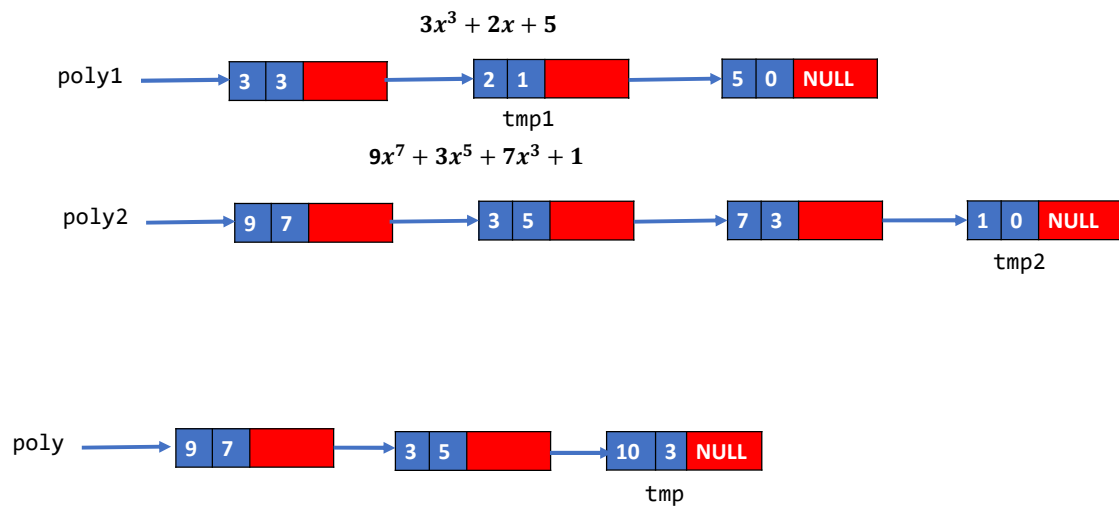 3x³ + 2x + 5
poly1 3 3 2 1 5 0 NULL
tmp1
9x⁷ + 3x⁵ + 7x³ + 1
poly2 9 7 3 5 7 3 1 0 NULL
tmp2
poly 9 7 3 5 10 3 NULL
tmp